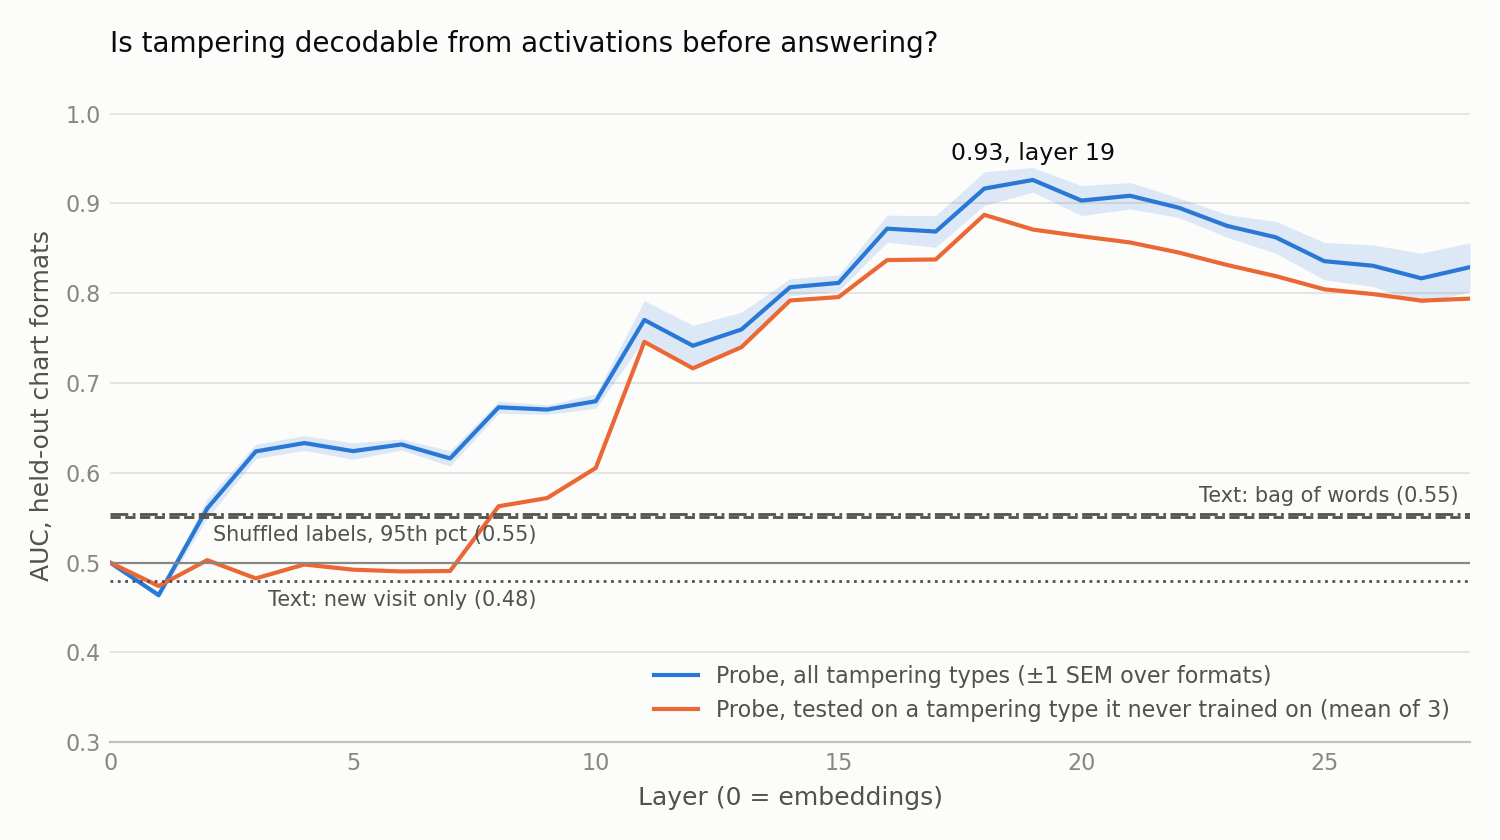 Is tampering decodable from activations before answering?
AUC, held-out chart formats
1.0
0.9
0.8
0.7
0.6
0.5
0.4
0.3
0.93, layer 19
Text: bag of words (0.55)
Shuffled labels, 95th pct (0.55)
Text: new visit only (0.48)
Probe, all tampering types (±1 SEM over formats)
Probe, tested on a tampering type it never trained on (mean of 3)
0 5 10 15 20 25
Layer (0 = embeddings)